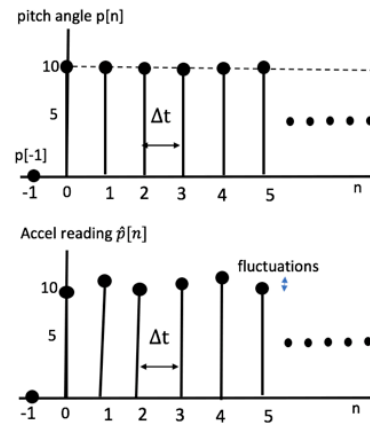 pitch angle p[n]
10
5
Δt
p[-1]
-1 0 1 2 3 4 5 n
Accel reading p̂[n]
fluctuations
10
5
Δt
-1 0 1 2 3 4 5 n